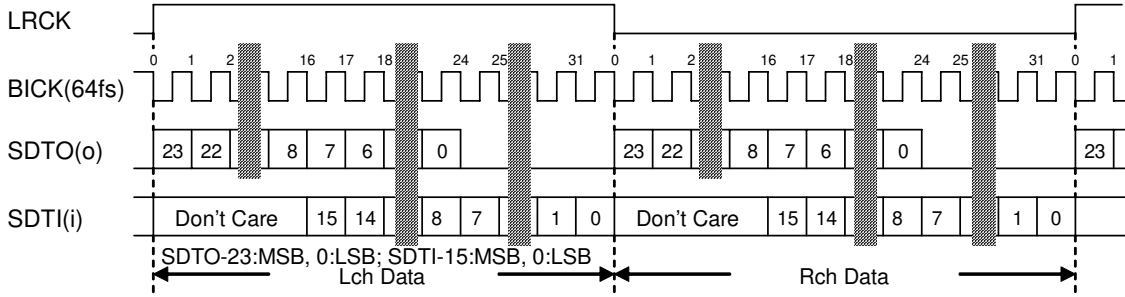 LRCK
0 1 2 16 17 18 24 25 31 0 1 2 16 17 18 24 25 31 0 1
BICK(64fs)
SDTO(o) 23 22 8 7 6 0 23 22 8 7 6 0 23
SDTI(i) Don't Care 15 14 8 7 1 0 Don't Care 15 14 8 7 1 0
SDTO-23:MSB, 0:LSB; SDTI-15:MSB, 0:LSB
Lch Data Rch Data